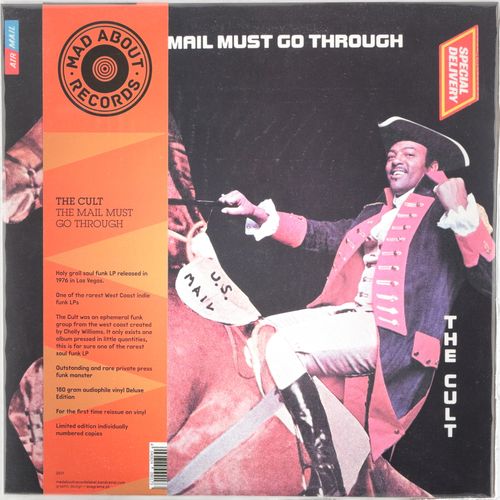 AIR MAIL
MAD ABOUT RECORDS
MAIL MUST GO THROUGH
SPECIAL
DELIVERY
THE CULT
THE MAIL MUST
GO THROUGH
U.S.
MAIL
Holy grail soul funk LP released in
1976 in Las Vegas.
One of the rarest West Coast indie
funk LPs
The Cult was an ephemeral funk
group from the west coast created
by Cholly Williams. It only exists one
album pressed in little quantities,
this is for sure one of the rarest
soul funk LP
Outstanding and rare private press
funk monster
180 gram audiophile vinyl Deluxe
Edition
For the first time reissue on vinyl
Limited edition individually
numbered copies
THE CULT
madaboutrecordslabel.bandcamp.com